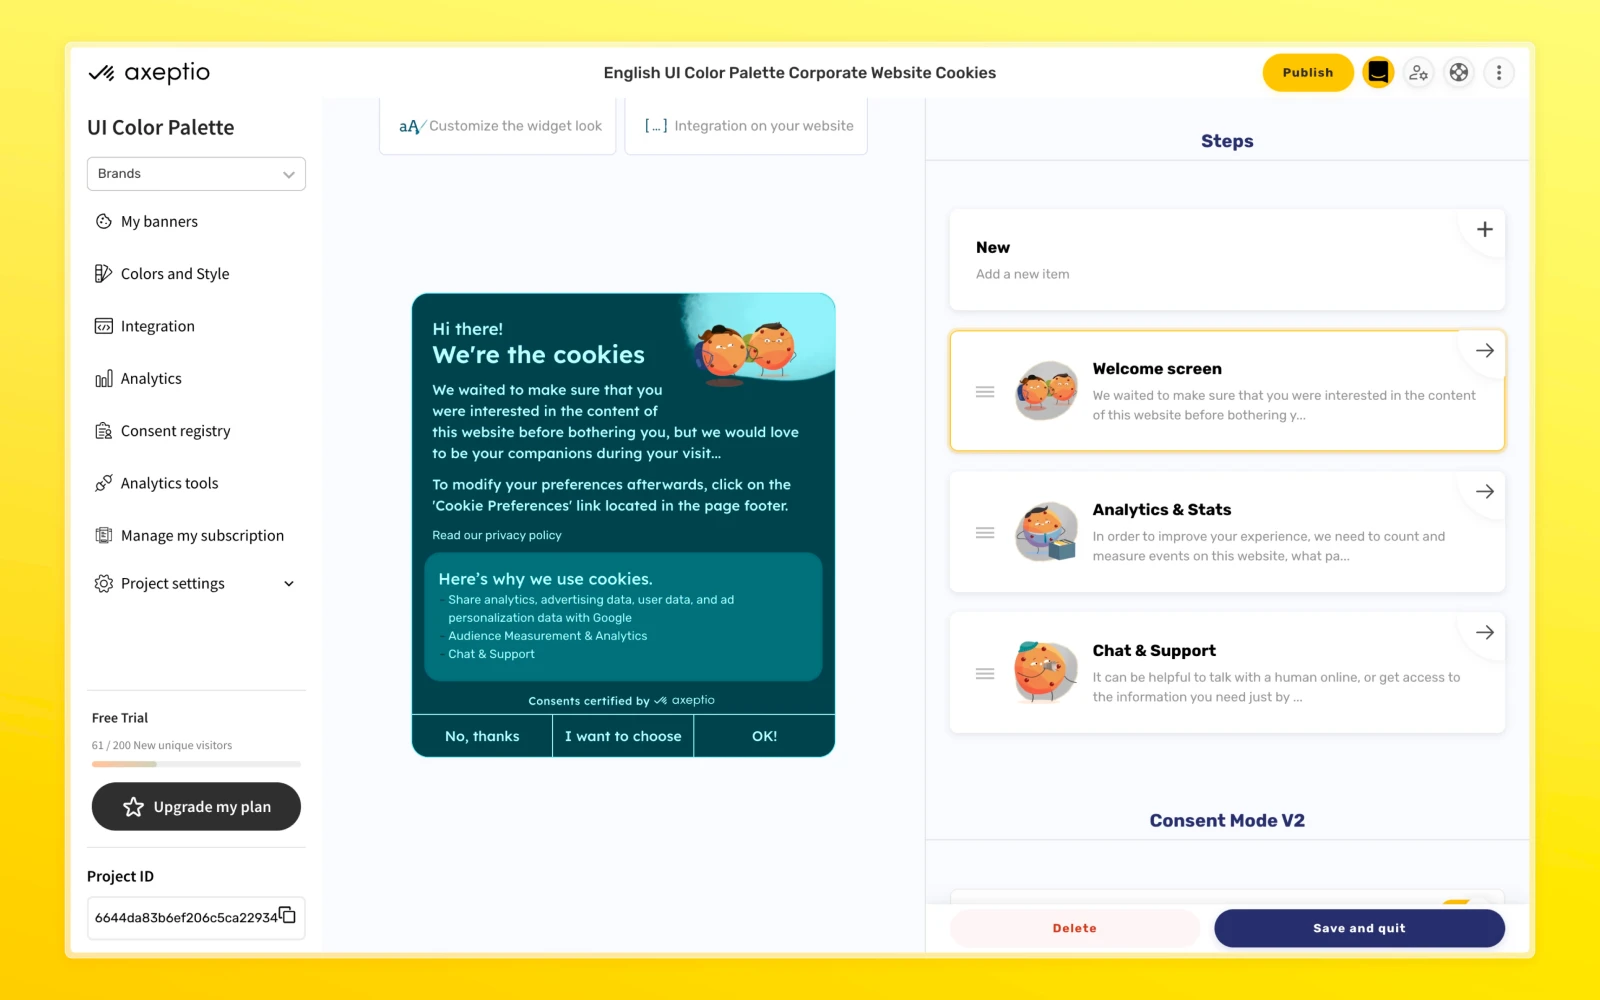 axeptio
English UI Color Palette Corporate Website Cookies
Publish
UI Color Palette
Brands
My banners
Colors and Style
Integration
Analytics
Consent registry
Analytics tools
Manage my subscription
Project settings
Free Trial
61 / 200 New unique visitors
Upgrade my plan
Project ID
6644da83b6ef206c5ca22934
aA Customize the widget look
[...] Integration on your website
Hi there!
We're the cookies
We waited to make sure that you
were interested in the content of
this website before bothering you, but we would love
to be your companions during your visit...
To modify your preferences afterwards, click on the
'Cookie Preferences' link located in the page footer.
Read our privacy policy
Here's why we use cookies.
- Share analytics, advertising data, user data, and ad
personalization data with Google
- Audience Measurement & Analytics
- Chat & Support
Consents certified by axeptio
No, thanks
I want to choose
OK!
Steps
New
Add a new item
Welcome screen
We waited to make sure that you were interested in the content
of this website before bothering y...
Analytics & Stats
In order to improve your experience, we need to count and
measure events on this website, what pa...
Chat & Support
It can be helpful to talk with a human online, or get access to
the information you need just by ...
Consent Mode V2
Delete
Save and quit